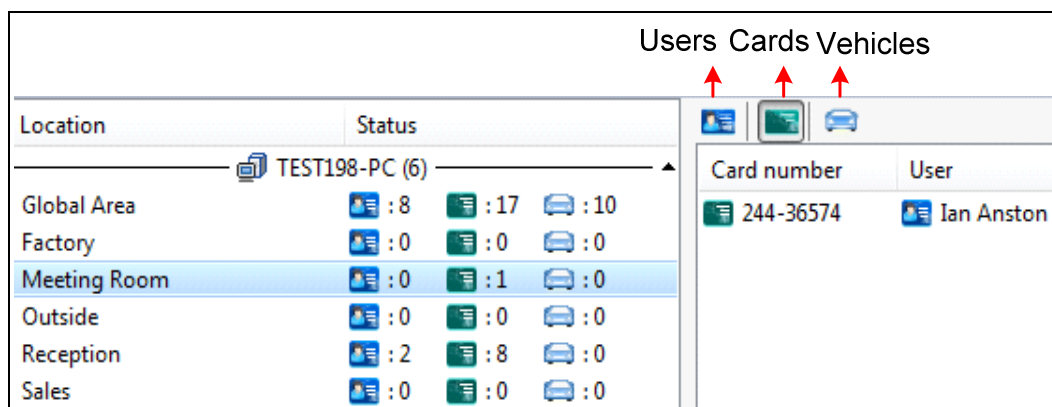 Users Cards Vehicles
Location Status
TEST198-PC (6)
Global Area :8 :17 :10
Factory :0 :0 :0
Meeting Room :0 :1 :0
Outside :0 :0 :0
Reception :2 :8 :0
Sales :0 :0 :0
Card number User
244-36574 Ian Anston